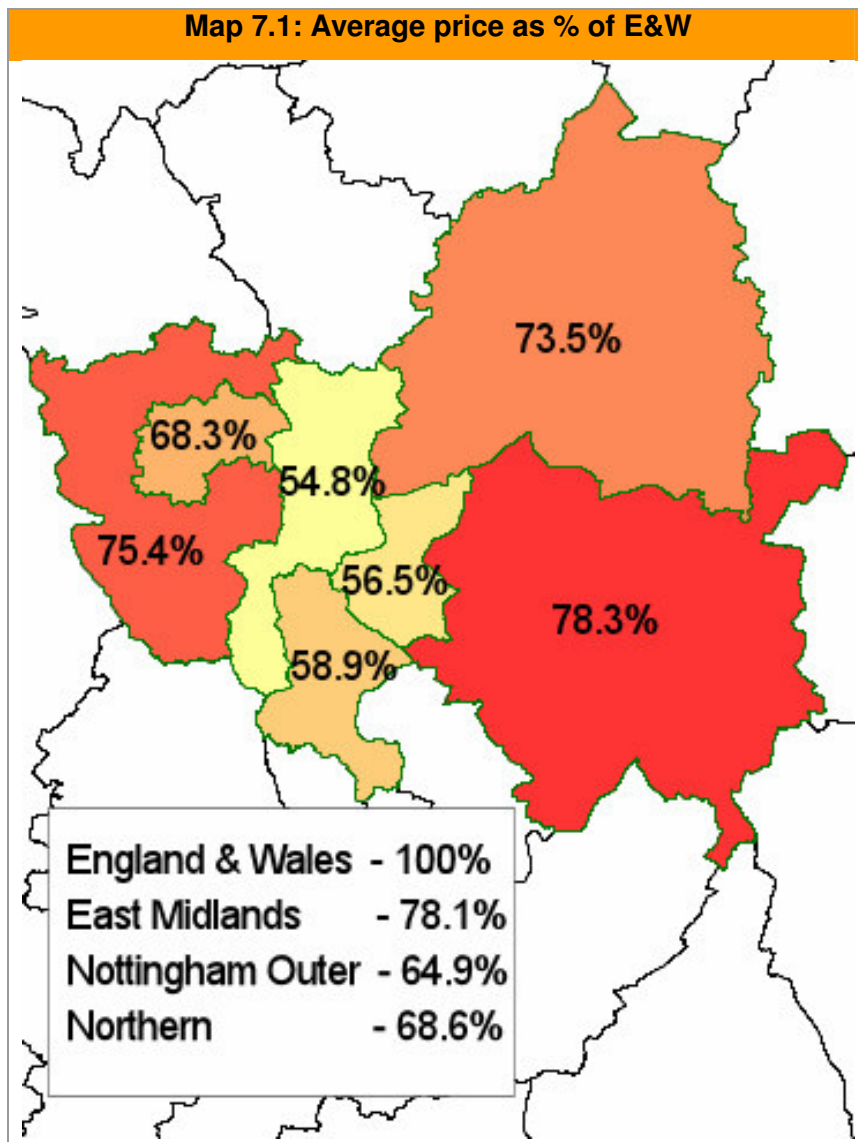 Map 7.1: Average price as % of E&W
73.5%
68.3%
54.8%
75.4%
56.5%
78.3%
58.9%
England & Wales - 100%
East Midlands - 78.1%
Nottingham Outer - 64.9%
Northern - 68.6%